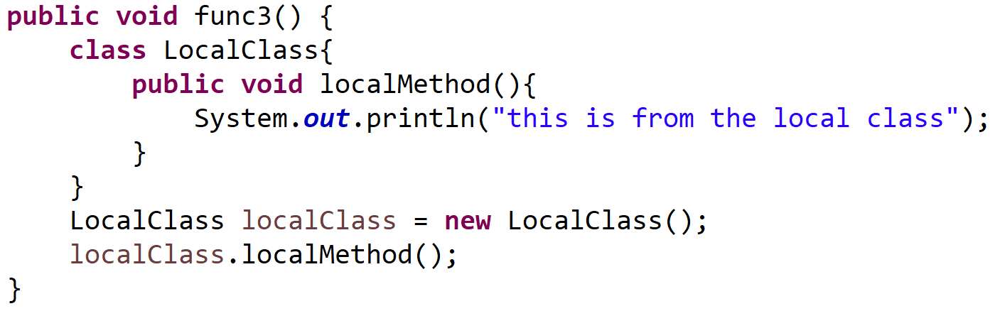 public void func3() {
    class LocalClass{
        public void localMethod(){
            System.out.println("this is from the local class");
        }
    }
    LocalClass localClass = new LocalClass();
    localClass.localMethod();
}